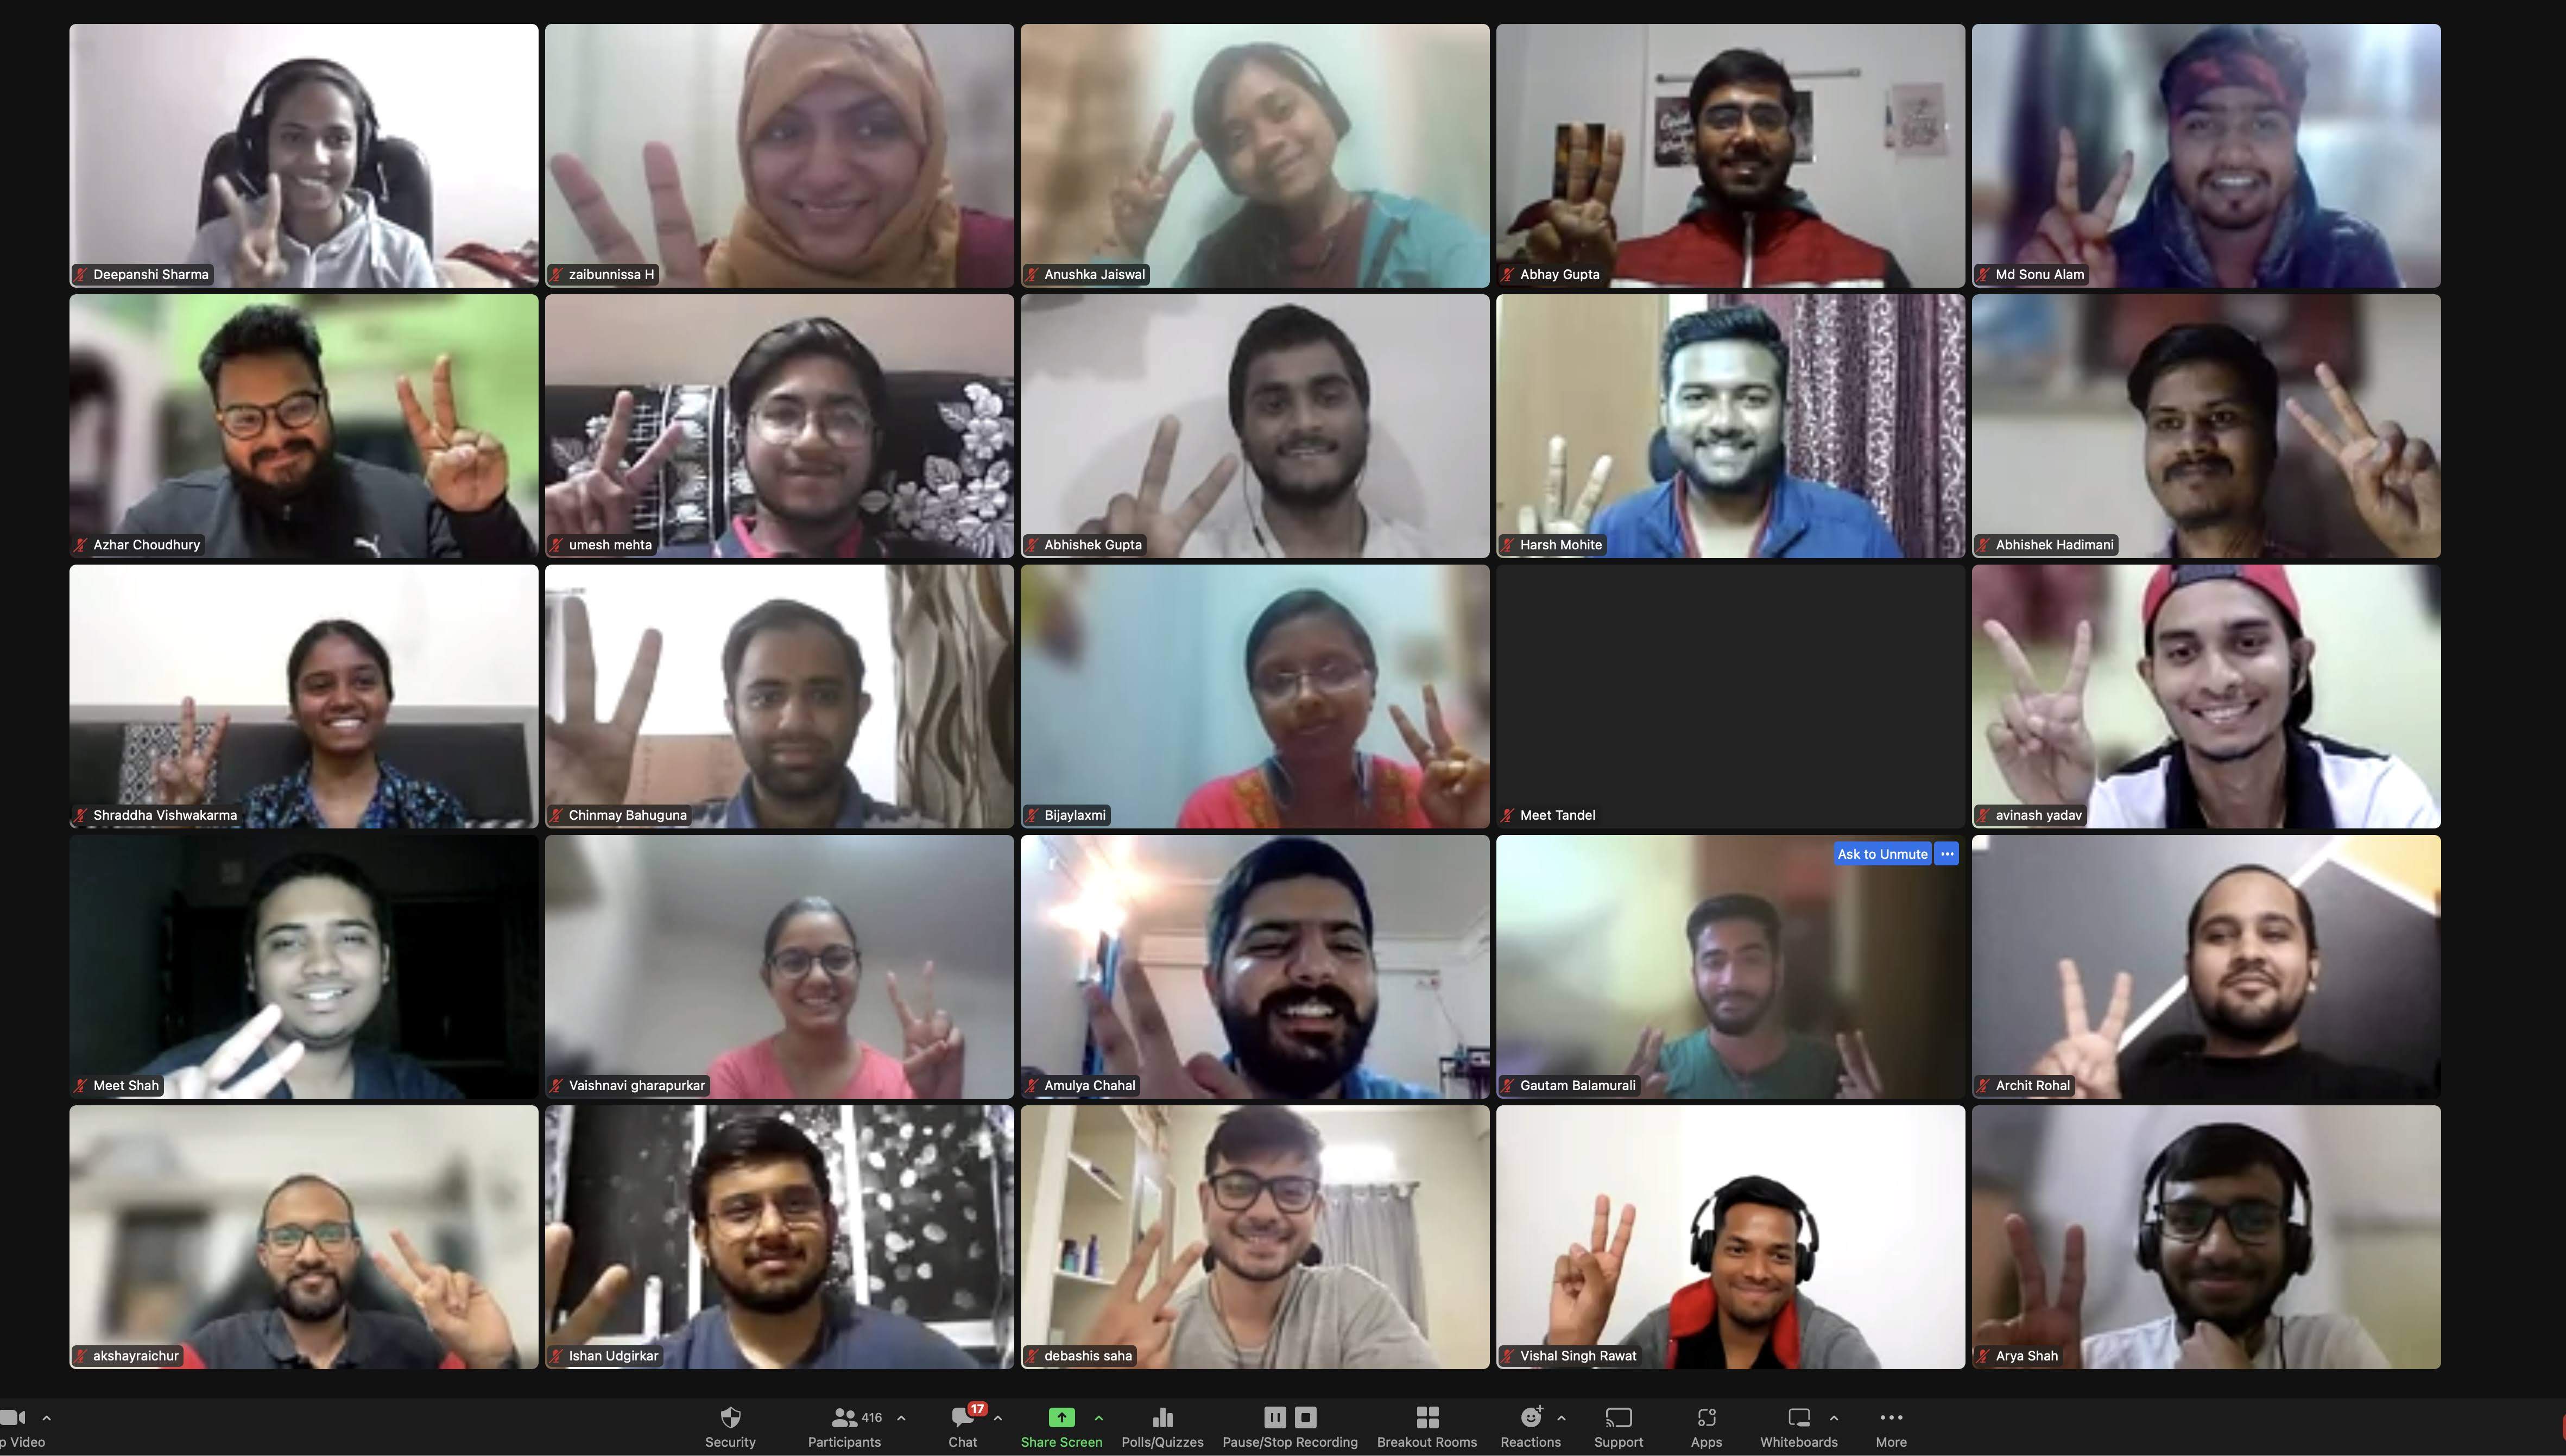 Deepanshi Sharma
zaibunnissa H
Anushka Jaiswal
Abhay Gupta
Md Sonu Alam
Azhar Choudhury
umesh mehta
Abhishek Gupta
Harsh Mohite
Abhishek Hadimani
Shraddha Vishwakarma
Chinmay Bahuguna
Bijaylaxmi
Meet Tandel
avinash yadav
Ask to Unmute
Meet Shah
Vaishnavi gharapurkar
Amulya Chahal
Gautam Balamurali
Archit Rohal
akshayraichur
Ishan Udgirkar
debashis saha
Vishal Singh Rawat
Arya Shah
416
17
p Video
Security
Participants
Chat
Share Screen
Polls/Quizzes
Pause/Stop Recording
Breakout Rooms
Reactions
Support
Apps
Whiteboards
More